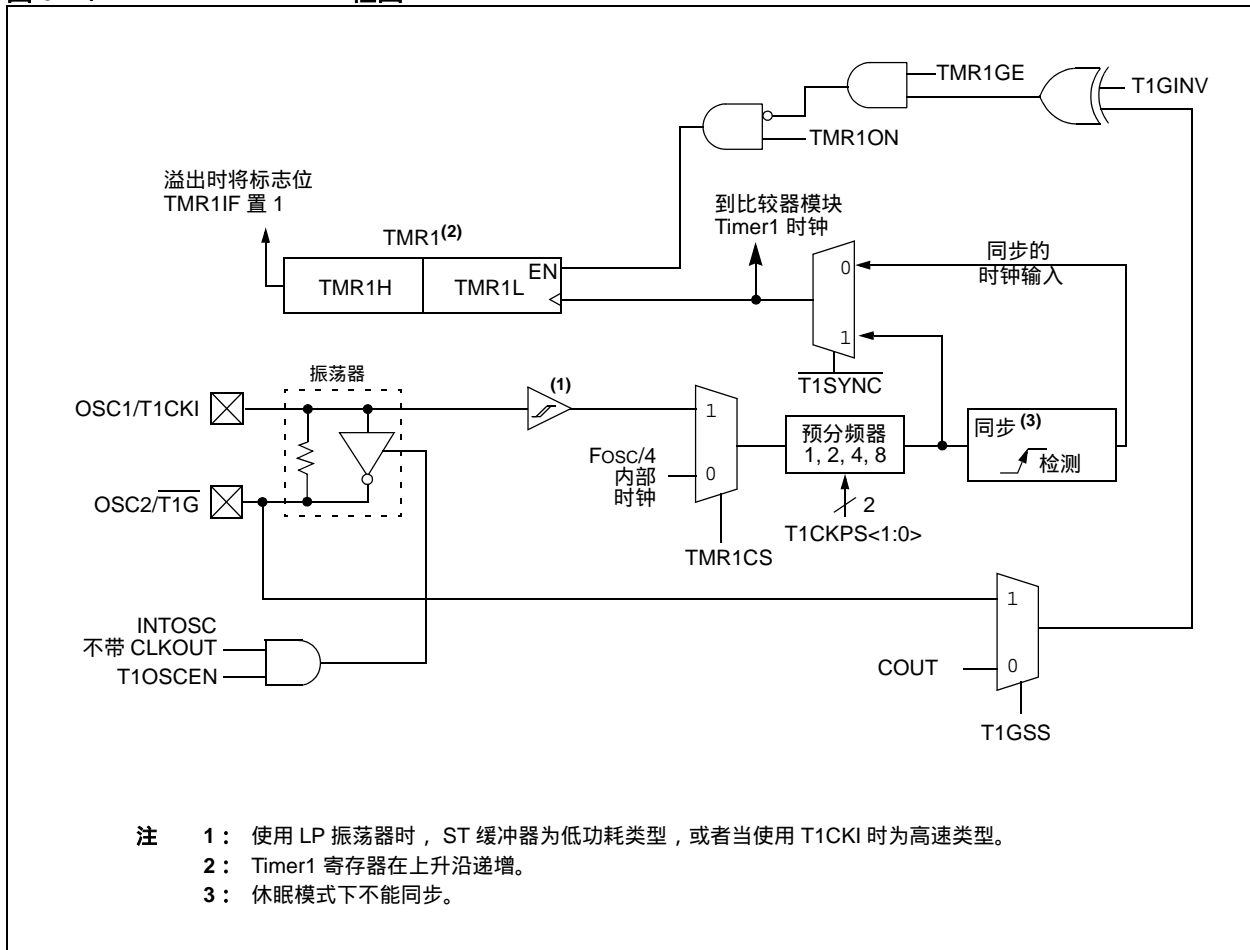 TMR1GE
T1GINV
TMR1ON
溢出时将标志位
TMR1IF 置 1
到比较器模块
Timer1 时钟
TMR1(2)
EN
TMR1H
TMR1L
0
1
同步的
时钟输入
T1SYNC
振荡器
(1)
OSC1/T1CKI
1
FOSC/4
内部
时钟
0
预分频器
1, 2, 4, 8
同步 (3)
检测
OSC2/T1G
2
T1CKPS<1:0>
TMR1CS
1
INTOSC
不带 CLKOUT
T1OSCEN
COUT
0
T1GSS
注 1： 使用 LP 振荡器时，ST 缓冲器为低功耗类型，或者当使用 T1CKI 时为高速类型。
2： Timer1 寄存器在上升沿递增。
3： 休眠模式下不能同步。